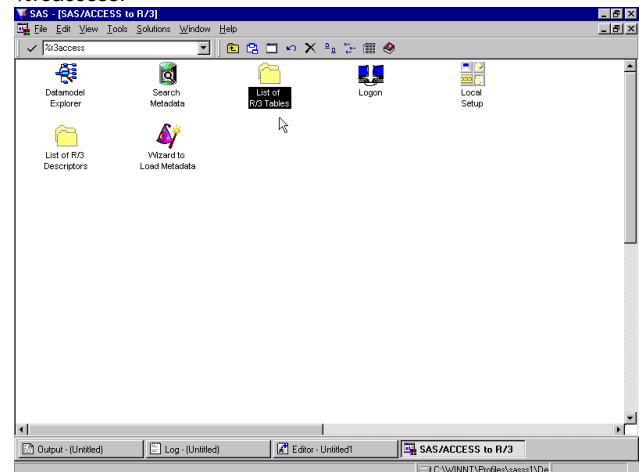 SAS - [SAS/ACCESS to R/3]
File Edit View Tools Solutions Window Help
%r3access
Datamodel Explorer
Search Metadata
List of R/3 Tables
Logon
Local Setup
List of R/3 Descriptors
Wizard to Load Metadata
Output - (Untitled)
Log - (Untitled)
Editor - Untitled1
SAS/ACCESS to R/3
C:\WINNT\Profiles\sasss1\De